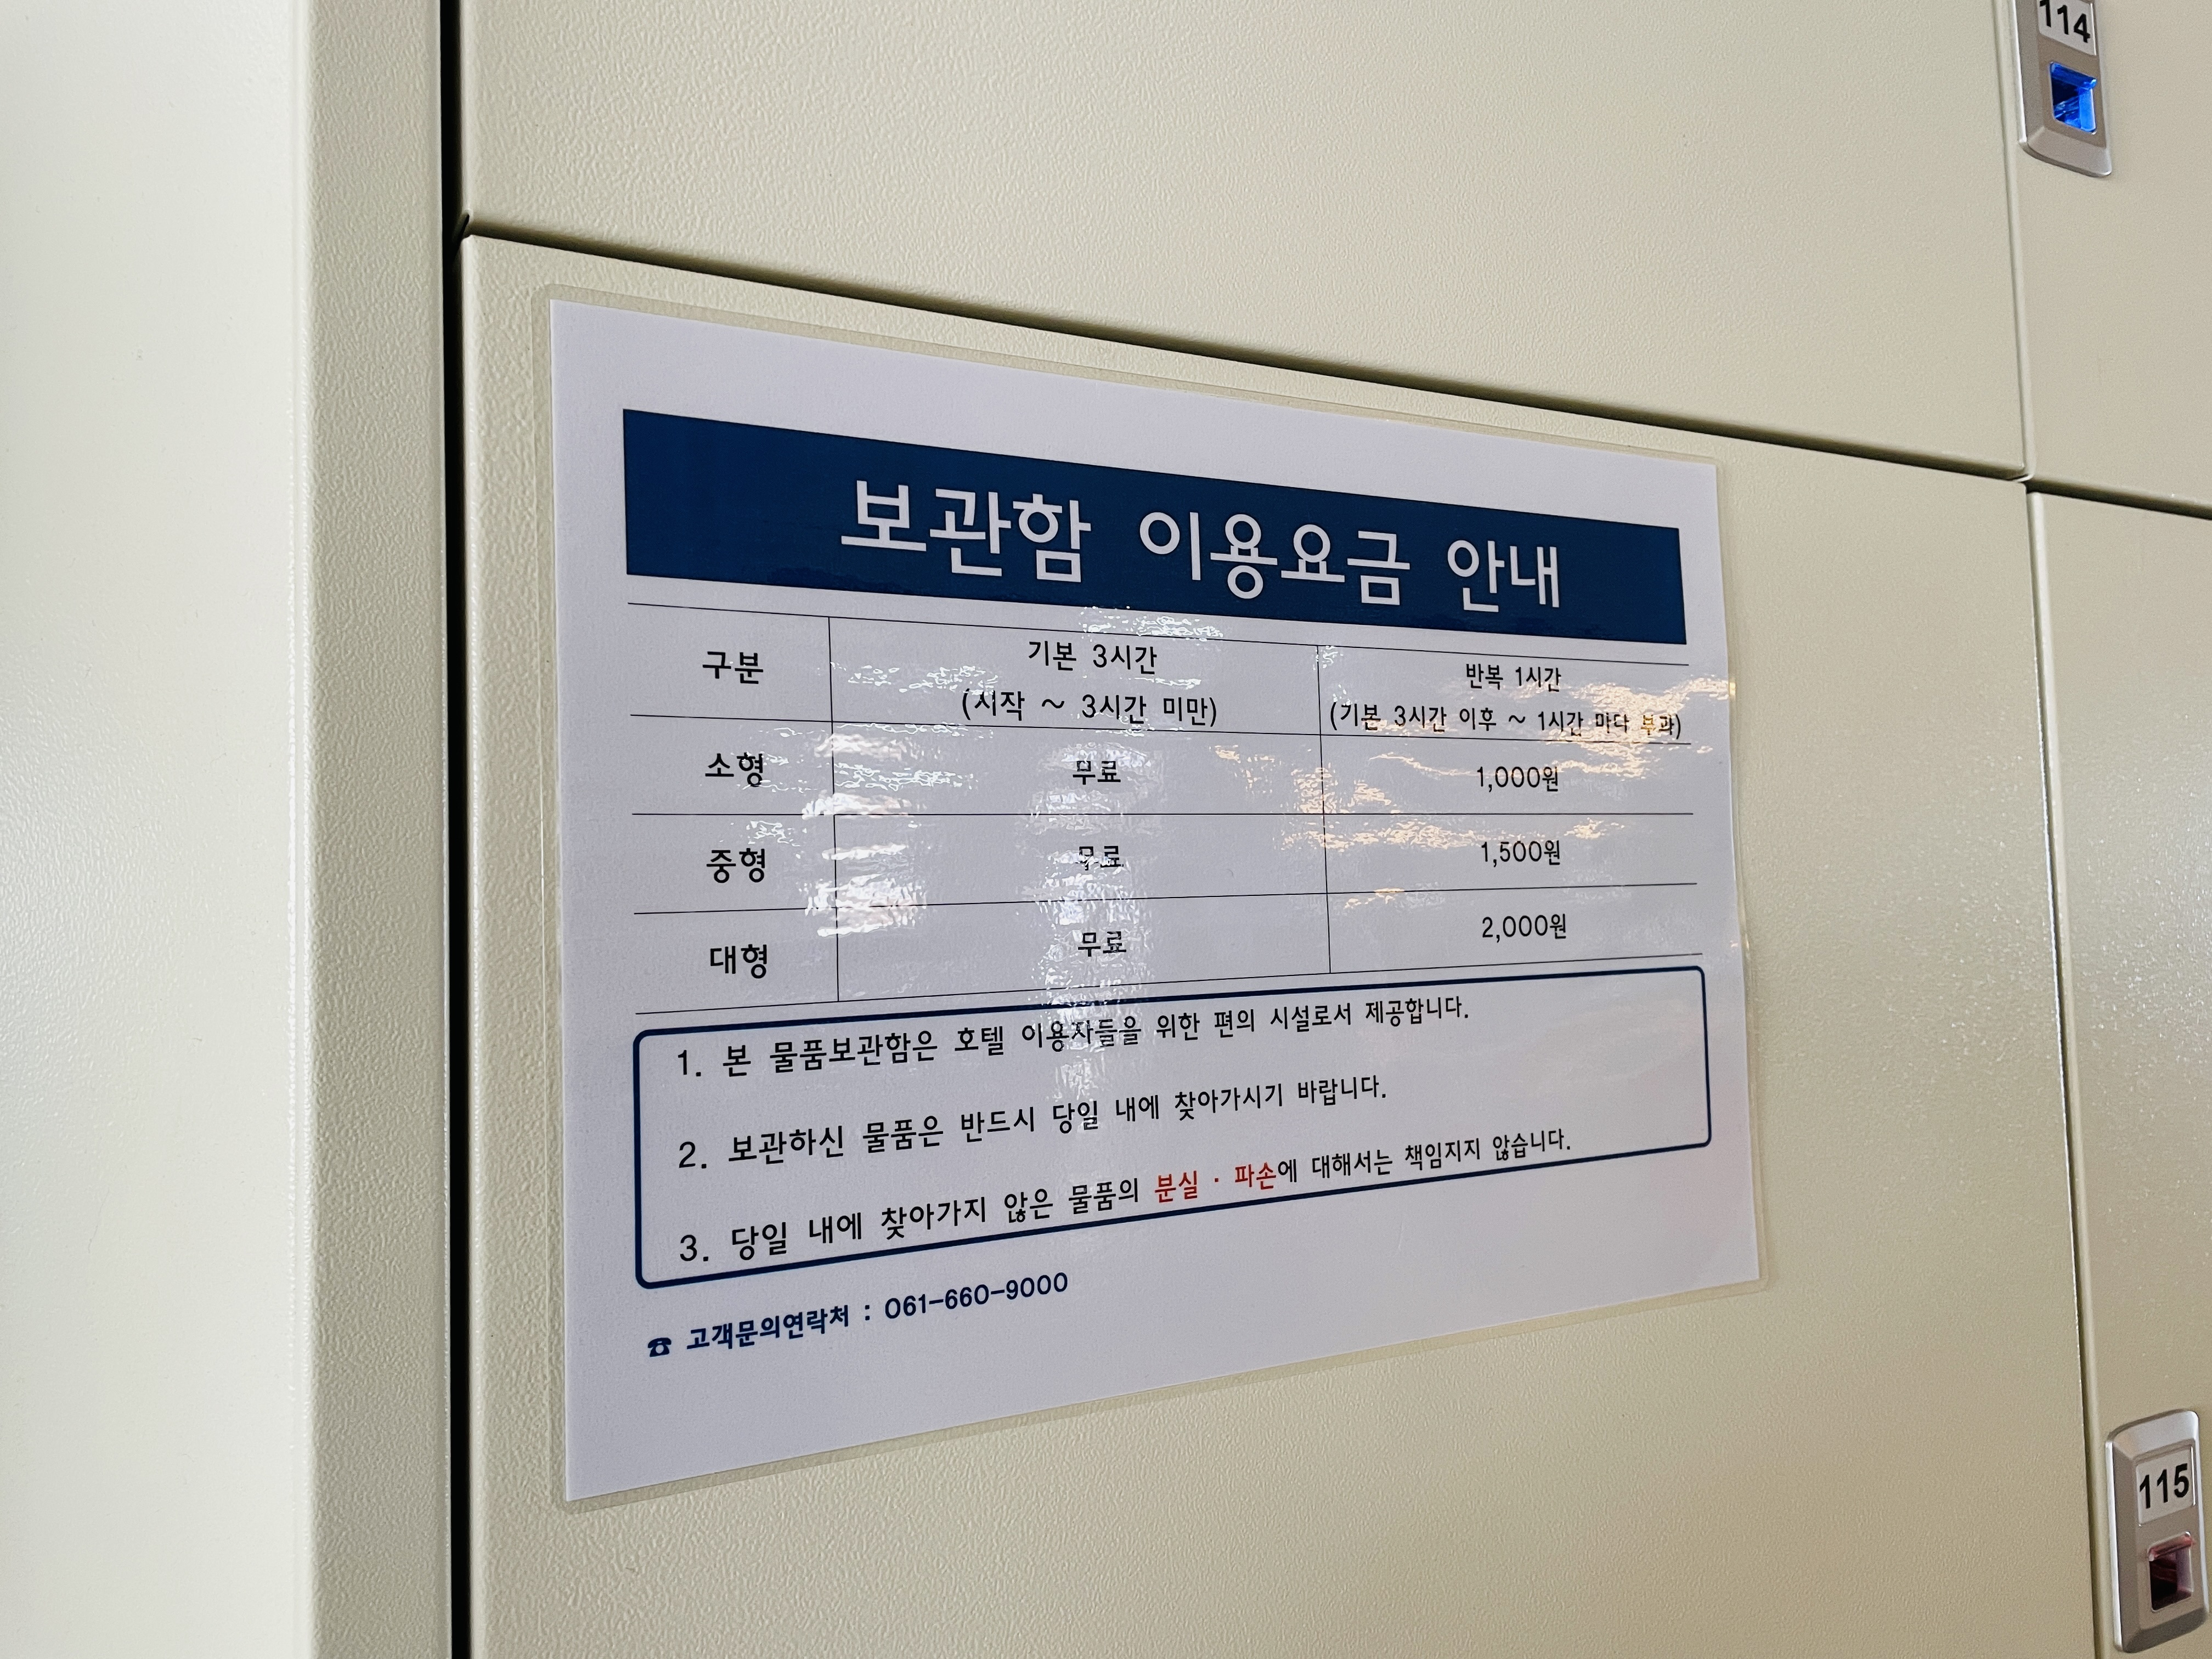 114
보관함 이용요금 안내
구분
기본 3시간
(시작 ~ 3시간 미만)
반복 1시간
(기본 3시간 이후 ~ 1시간 마다 부과)
소형 무료 1,000원
중형 무료 1,500원
대형 무료 2,000원
1. 본 물품보관함은 호텔 이용자들을 위한 편의 시설로서 제공합니다.
2. 보관하신 물품은 반드시 당일 내에 찾아가시기 바랍니다.
3. 당일 내에 찾아가지 않은 물품의 분실 · 파손에 대해서는 책임지지 않습니다.
☎ 고객문의연락처 : 061-660-9000
115